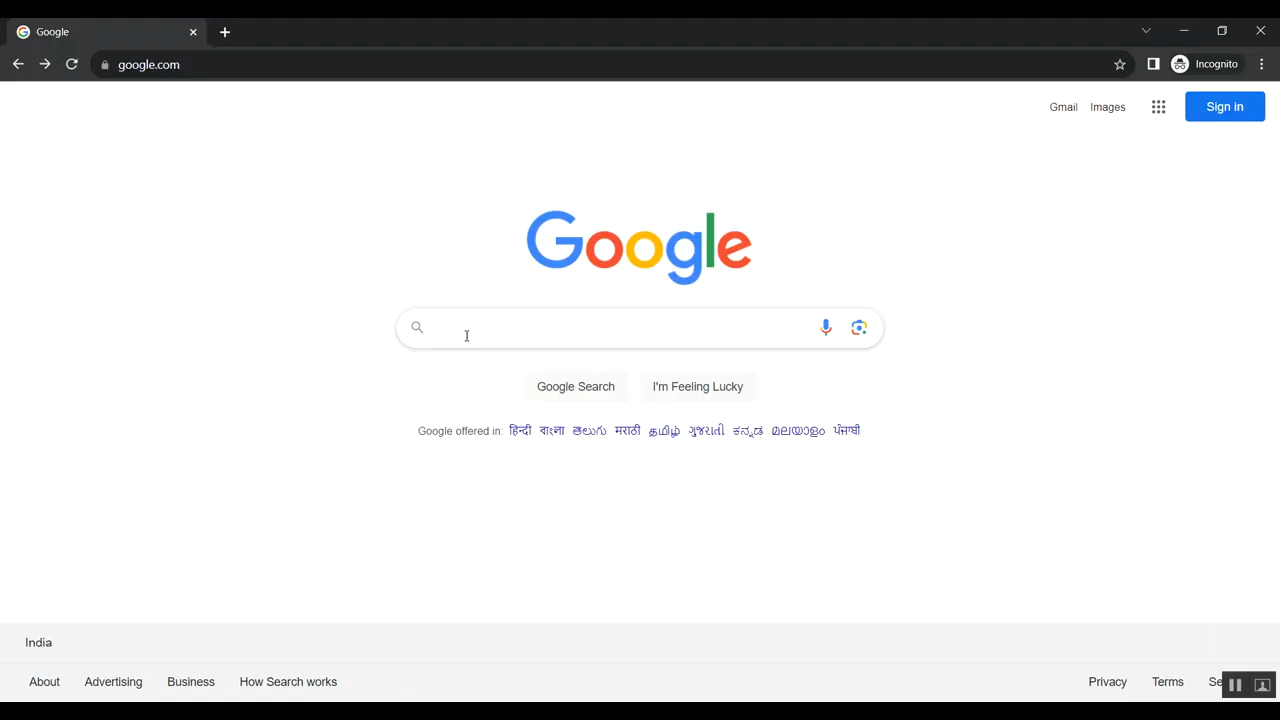 Google
google.com
Incognito
Gmail Images Sign in
Google
Google Search I'm Feeling Lucky
Google offered in: हिन्दी বাংলা తెలుగు मराठी தமிழ் ગુજરાતી ಕನ್ನಡ മലയാളം ਪੰਜਾਬੀ
India
About Advertising Business How Search works Privacy Terms